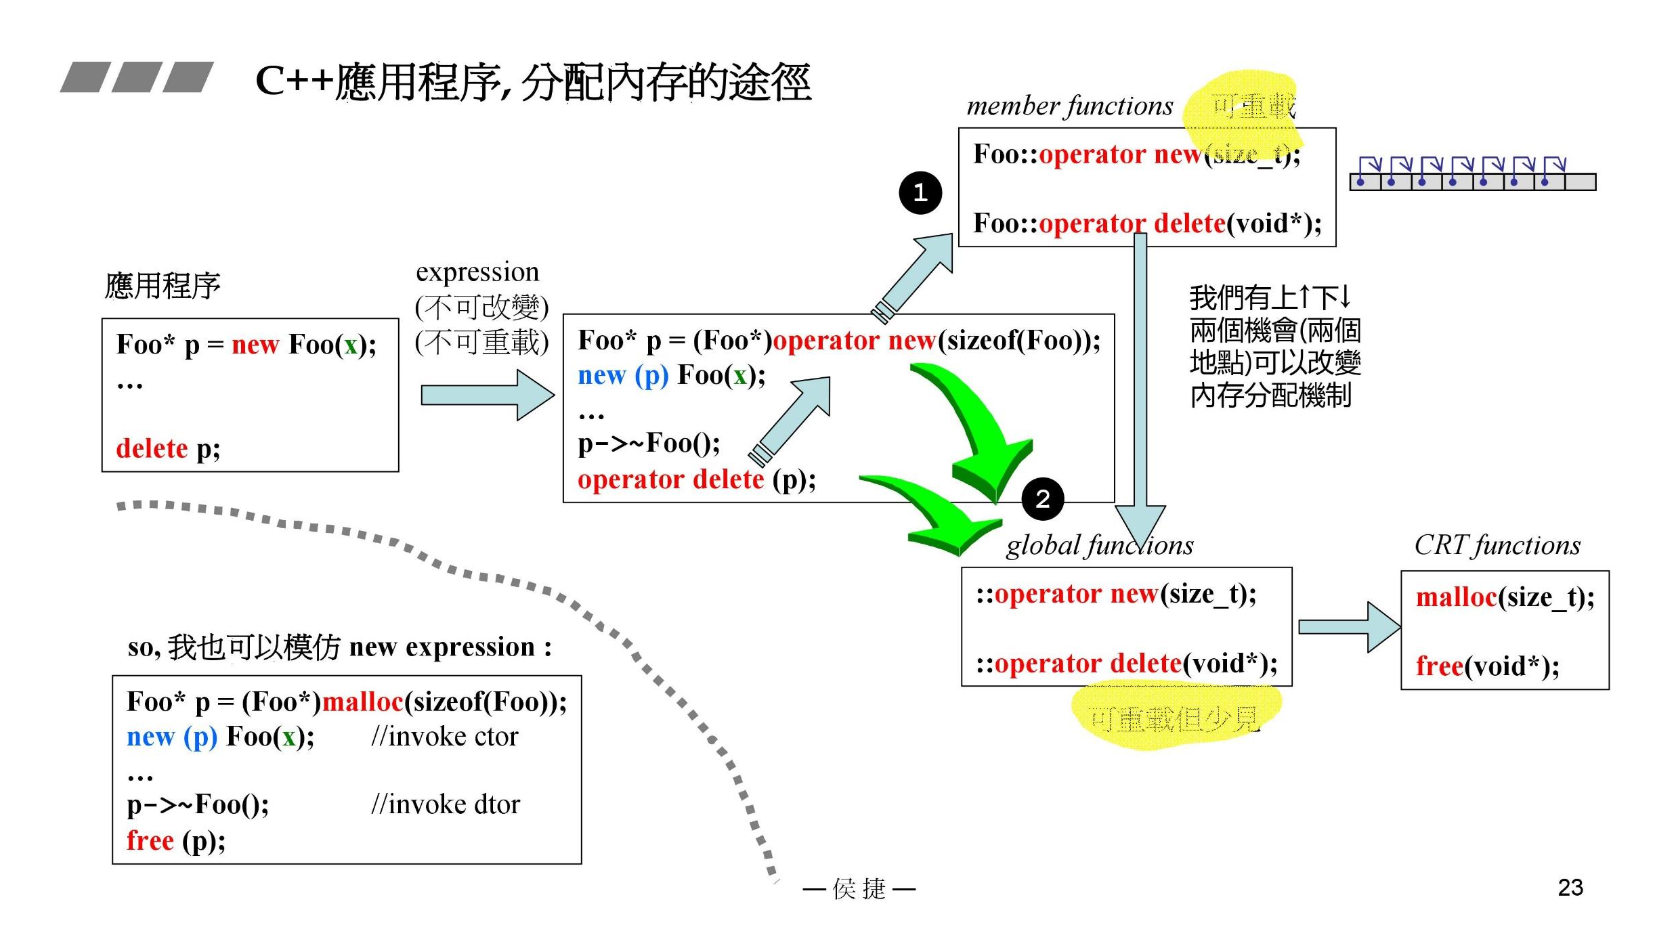 C++應用程序, 分配內存的途徑
member functions 可重載
Foo::operator new(size_t);
Foo::operator delete(void*);
1
應用程序
Foo* p = new Foo(x);
...
delete p;
expression
(不可改變)
(不可重載)
Foo* p = (Foo*)operator new(sizeof(Foo));
new (p) Foo(x);
...
p->~Foo();
operator delete (p);
我們有上↑下↓
兩個機會(兩個
地點)可以改變
內存分配機制
2
global functions
::operator new(size_t);
::operator delete(void*);
可重載但少見
CRT functions
malloc(size_t);
free(void*);
so, 我也可以模仿 new expression :
Foo* p = (Foo*)malloc(sizeof(Foo));
new (p) Foo(x); //invoke ctor
...
p->~Foo(); //invoke dtor
free (p);
— 侯捷 —
23